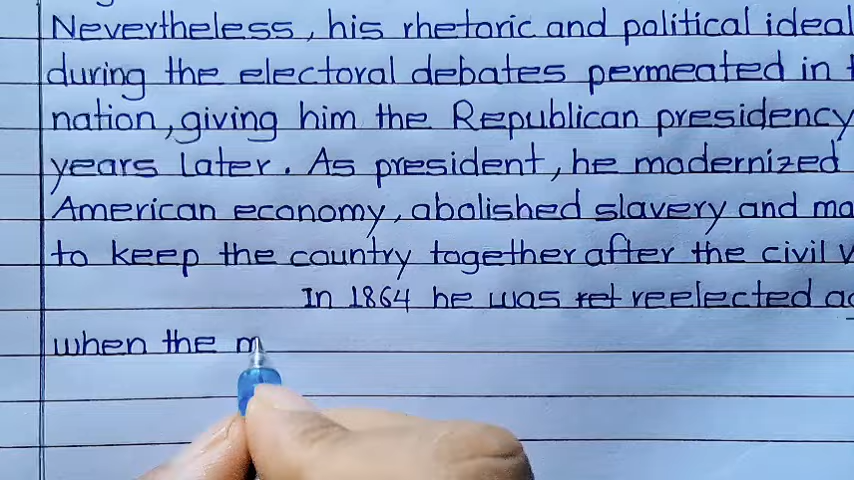 Nevertheless, his rhetoric and political ideal
during the electoral debates permeated in
nation, giving him the Republican presidency
years later. As president, he modernized
American economy, abolished slavery and
to keep the country together after the civil
In 1864 he was ret reelected
when the m